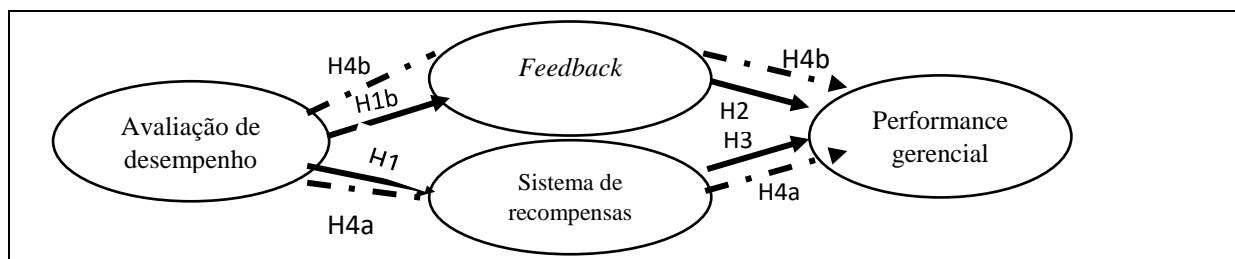 H4b
Feedback
H4b
H1b
H2
Avaliação de
desempenho
Performance
gerencial
H3
H1
Sistema de
recompensas
H4a
H4a